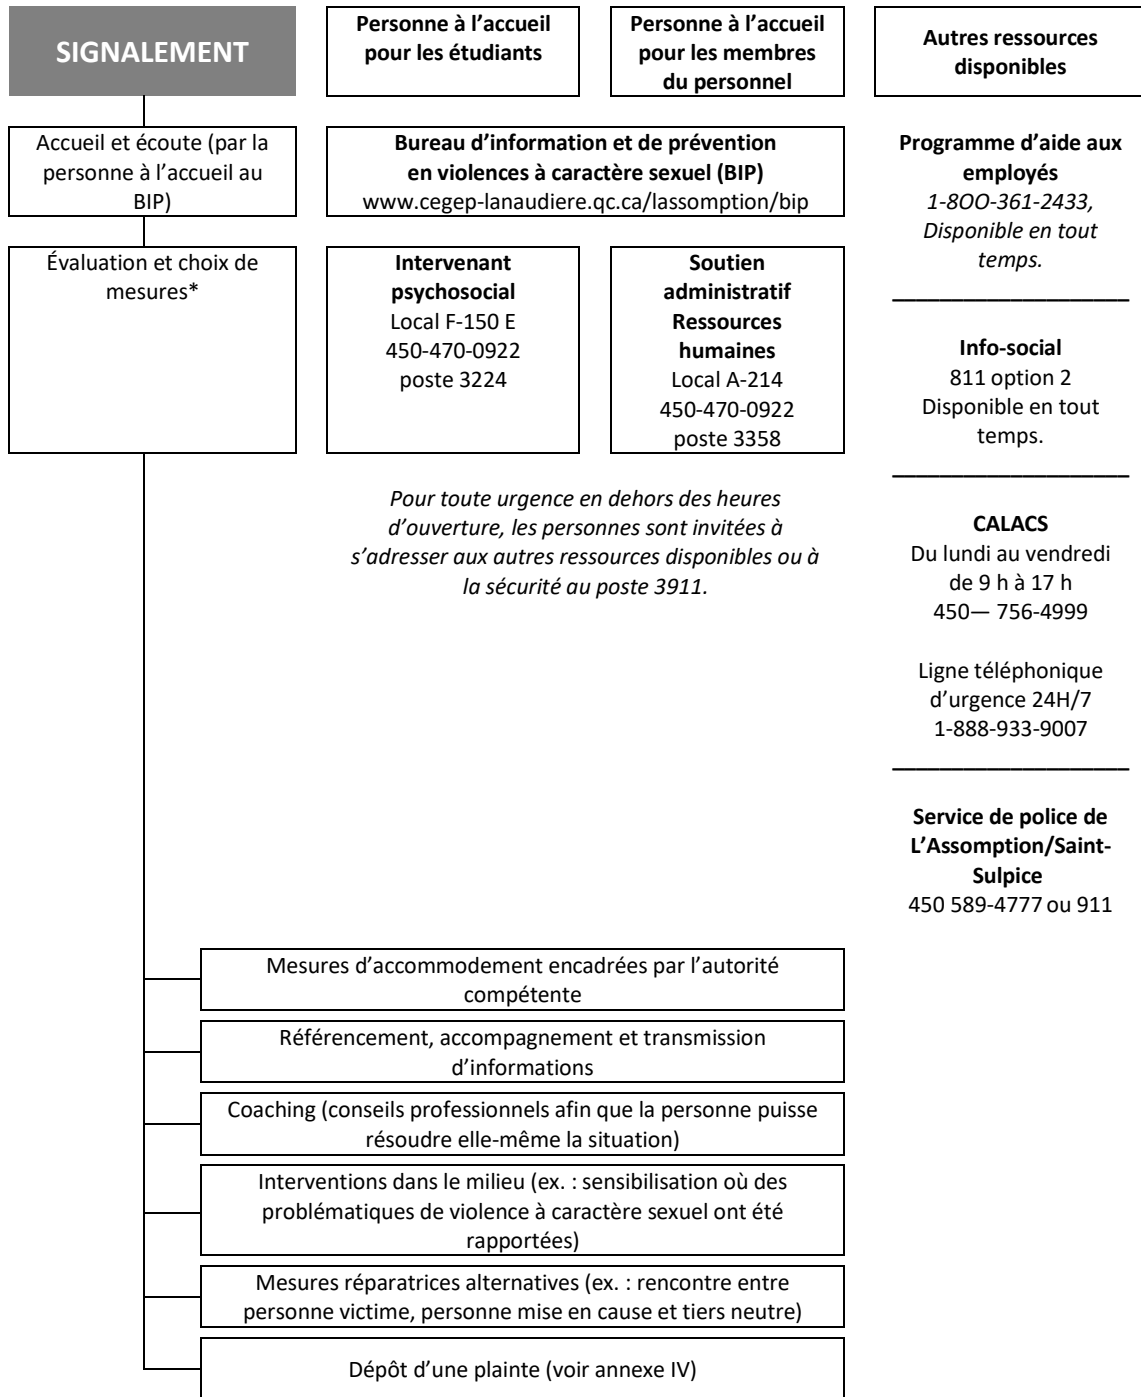 SIGNALEMENT
Personne à l’accueil
pour les étudiants
Personne à l’accueil
pour les membres
du personnel
Autres ressources
disponibles
Accueil et écoute (par la
personne à l’accueil au
BIP)
Bureau d’information et de prévention
en violences à caractère sexuel (BIP)
www.cegep-lanaudiere.qc.ca/lassomption/bip
Évaluation et choix de
mesures*
Intervenant
psychosocial
Local F-150 E
450-470-0922
poste 3224
Soutien
administratif
Ressources
humaines
Local A-214
450-470-0922
poste 3358
Pour toute urgence en dehors des heures
d’ouverture, les personnes sont invitées à
s’adresser aux autres ressources disponibles ou à
la sécurité au poste 3911.
Programme d’aide aux
employés
1-8OO-361-2433,
Disponible en tout
temps.
Info-social
811 option 2
Disponible en tout
temps.
CALACS
Du lundi au vendredi
de 9 h à 17 h
450— 756-4999
Ligne téléphonique
d’urgence 24H/7
1-888-933-9007
Service de police de
L’Assomption/Saint-
Sulpice
450 589-4777 ou 911
Mesures d’accommodement encadrées par l’autorité
compétente
Référencement, accompagnement et transmission
d’informations
Coaching (conseils professionnels afin que la personne puisse
résoudre elle-même la situation)
Interventions dans le milieu (ex. : sensibilisation où des
problématiques de violence à caractère sexuel ont été
rapportées)
Mesures réparatrices alternatives (ex. : rencontre entre
personne victime, personne mise en cause et tiers neutre)
Dépôt d’une plainte (voir annexe IV)